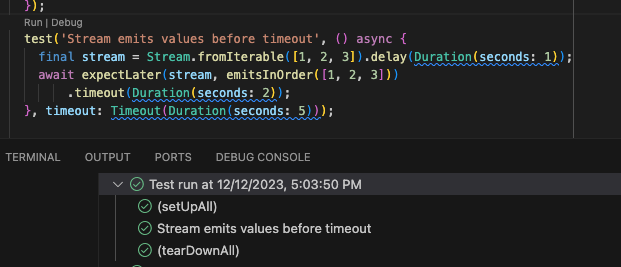 });
Run | Debug
test('Stream emits values before timeout', () async {
final stream = Stream.fromIterable([1, 2, 3]).delay(Duration(seconds: 1));
await expectLater(stream, emitsInOrder([1, 2, 3]))
.timeout(Duration(seconds: 2));
}, timeout: Timeout(Duration(seconds: 5)));
TERMINAL OUTPUT PORTS DEBUG CONSOLE
Test run at 12/12/2023, 5:03:50 PM
(setUpAll)
Stream emits values before timeout
(tearDownAll)